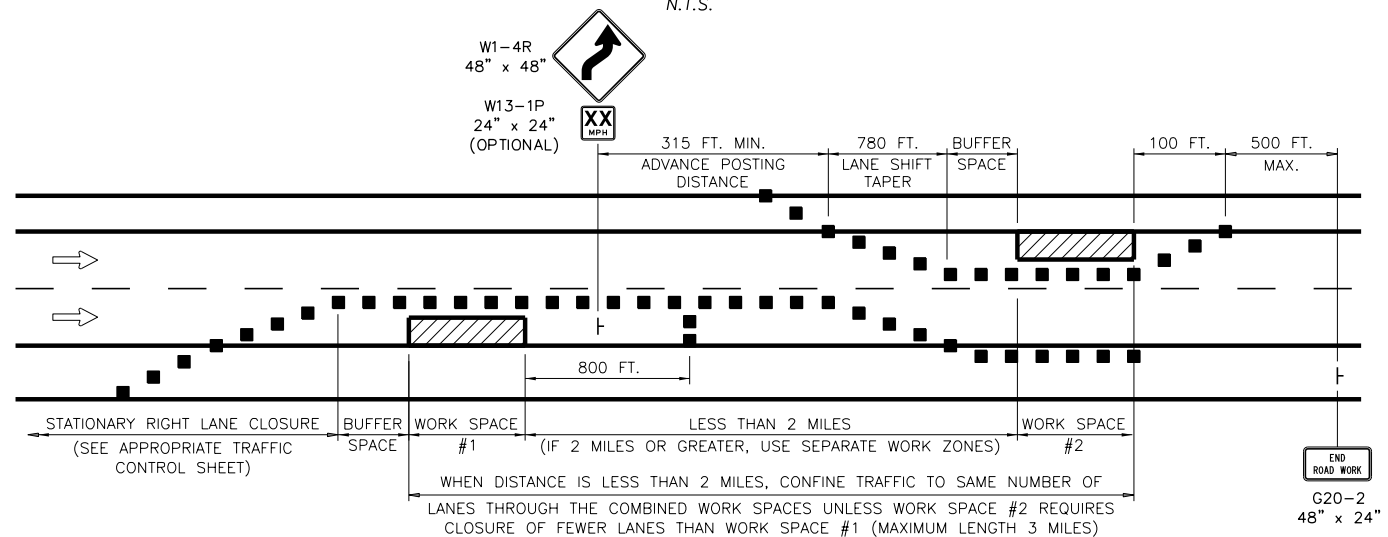 N.T.S.
W1-4R
48" x 48"
W13-1P
24" x 24"
(OPTIONAL)
XX
MPH
315 FT. MIN.
ADVANCE POSTING
DISTANCE
780 FT.
LANE SHIFT
TAPER
BUFFER
SPACE
100 FT.
500 FT.
MAX.
800 FT.
STATIONARY RIGHT LANE CLOSURE
(SEE APPROPRIATE TRAFFIC
CONTROL SHEET)
BUFFER
SPACE
WORK SPACE
#1
LESS THAN 2 MILES
(IF 2 MILES OR GREATER, USE SEPARATE WORK ZONES)
WORK SPACE
#2
WHEN DISTANCE IS LESS THAN 2 MILES, CONFINE TRAFFIC TO SAME NUMBER OF
LANES THROUGH THE COMBINED WORK SPACES UNLESS WORK SPACE #2 REQUIRES
CLOSURE OF FEWER LANES THAN WORK SPACE #1 (MAXIMUM LENGTH 3 MILES)
END
ROAD WORK
G20-2
48" x 24"